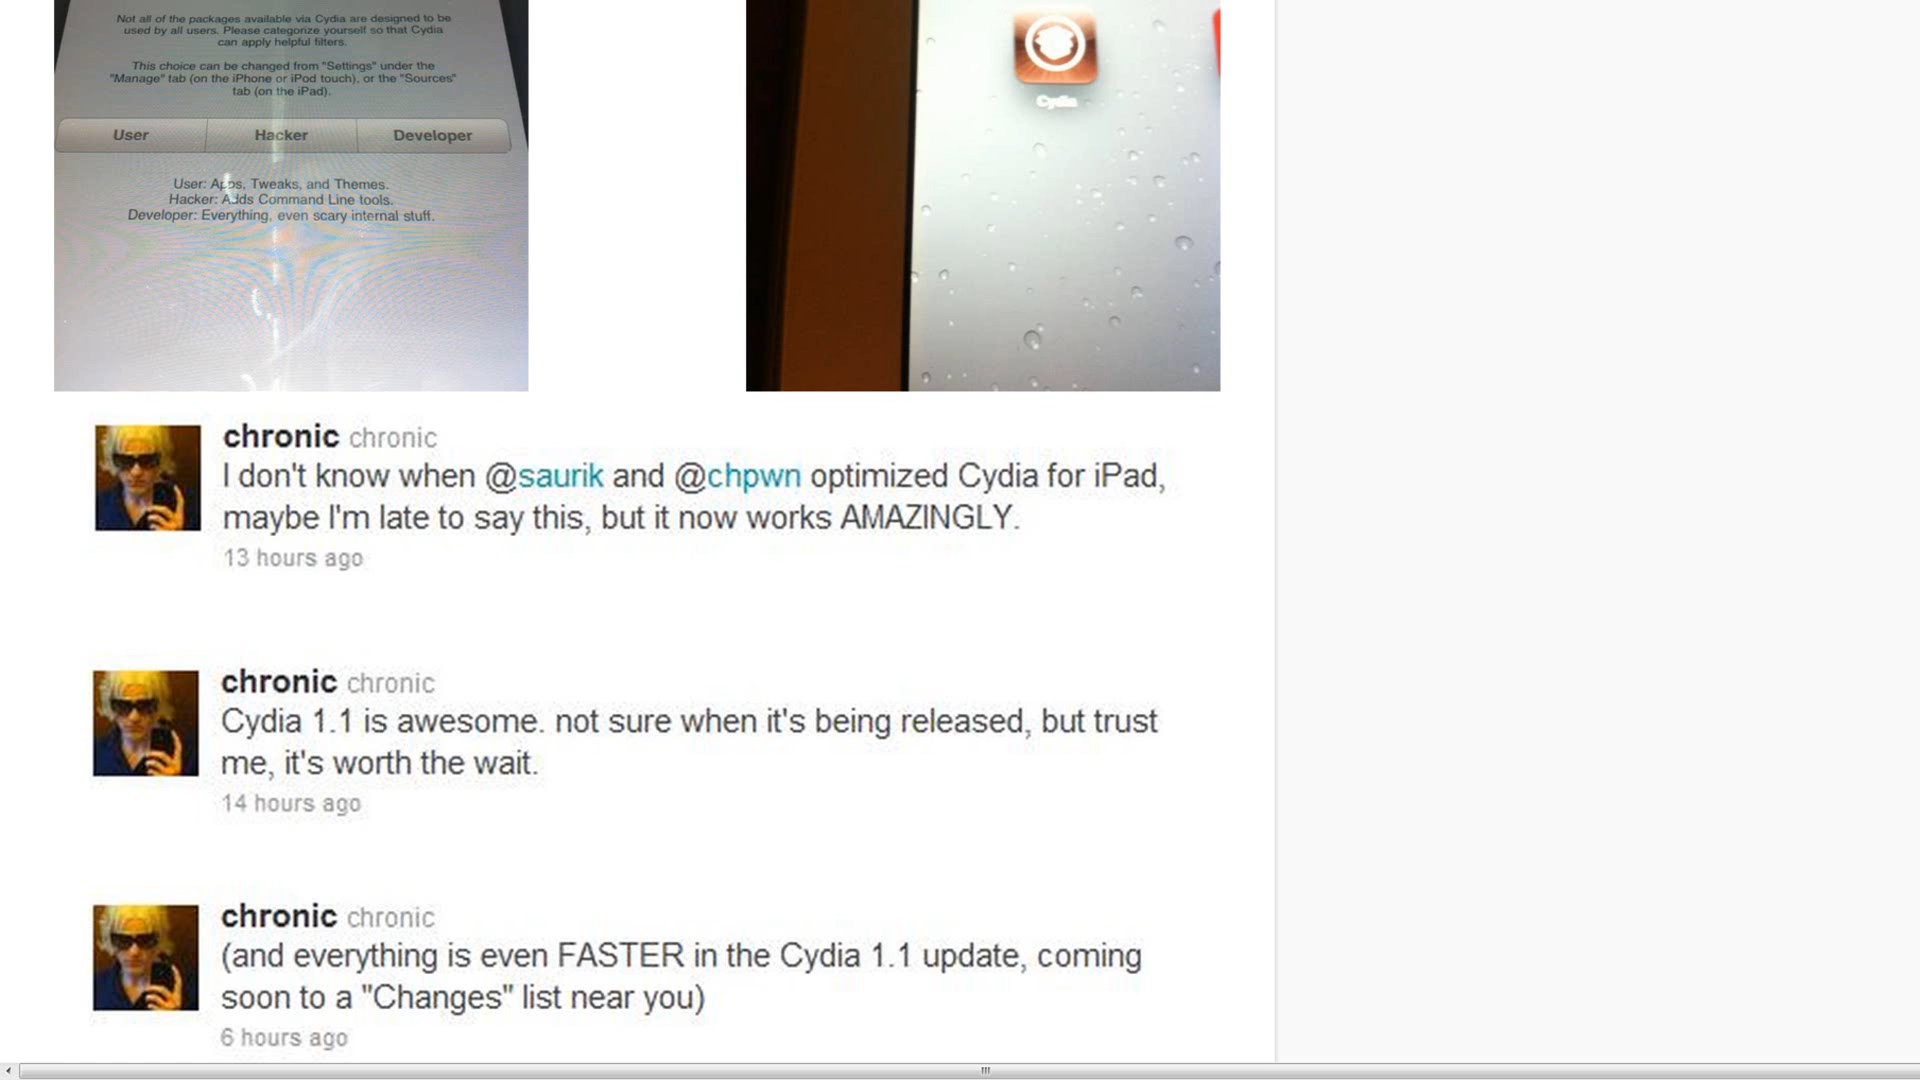 Not all of the packages available via Cydia are designed to be
used by all users. Please categorize yourself so that Cydia
can apply helpful filters.
This choice can be changed from "Settings" under the
"Manage" tab (on the iPhone or iPod touch), or the "Sources"
tab (on the iPad).
User Hacker Developer
User: Apps, Tweaks, and Themes.
Hacker: Adds Command Line tools.
Developer: Everything, even scary internal stuff.
Cydia
chronic chronic
I don't know when @saurik and @chpwn optimized Cydia for iPad,
maybe I'm late to say this, but it now works AMAZINGLY.
13 hours ago
chronic chronic
Cydia 1.1 is awesome. not sure when it's being released, but trust
me, it's worth the wait.
14 hours ago
chronic chronic
(and everything is even FASTER in the Cydia 1.1 update, coming
soon to a "Changes" list near you)
6 hours ago